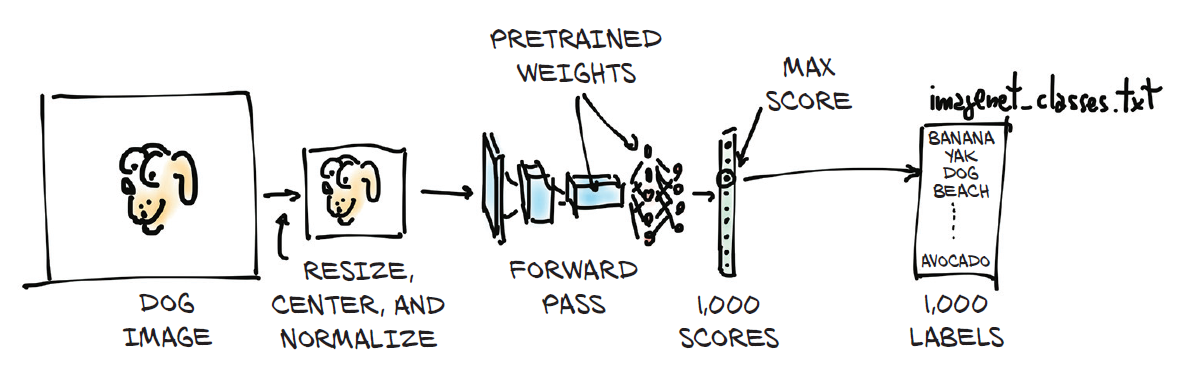 PRETRAINED
WEIGHTS
MAX
SCORE
imagenet_classes.txt
BANANA
YAK
DOG
BEACH
AVOCADO
DOG
IMAGE
RESIZE,
CENTER, AND
NORMALIZE
FORWARD
PASS
1,000
SCORES
1,000
LABELS